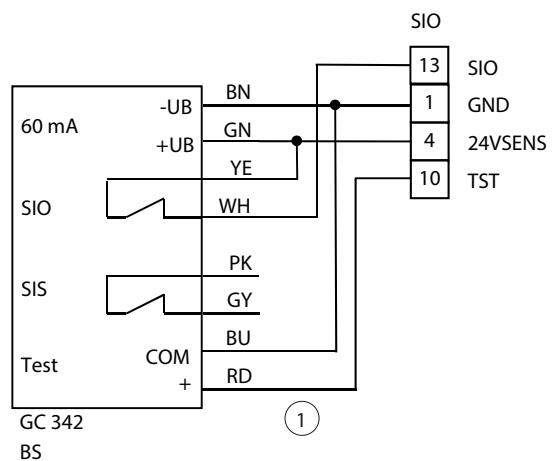 SIO
13 SIO
BN
-UB
1 GND
60 mA
GN
+UB
4 24VSENS
YE
10 TST
SIO
WH
PK
SIS
GY
BU
COM
Test
RD
+
1
GC 342
BS